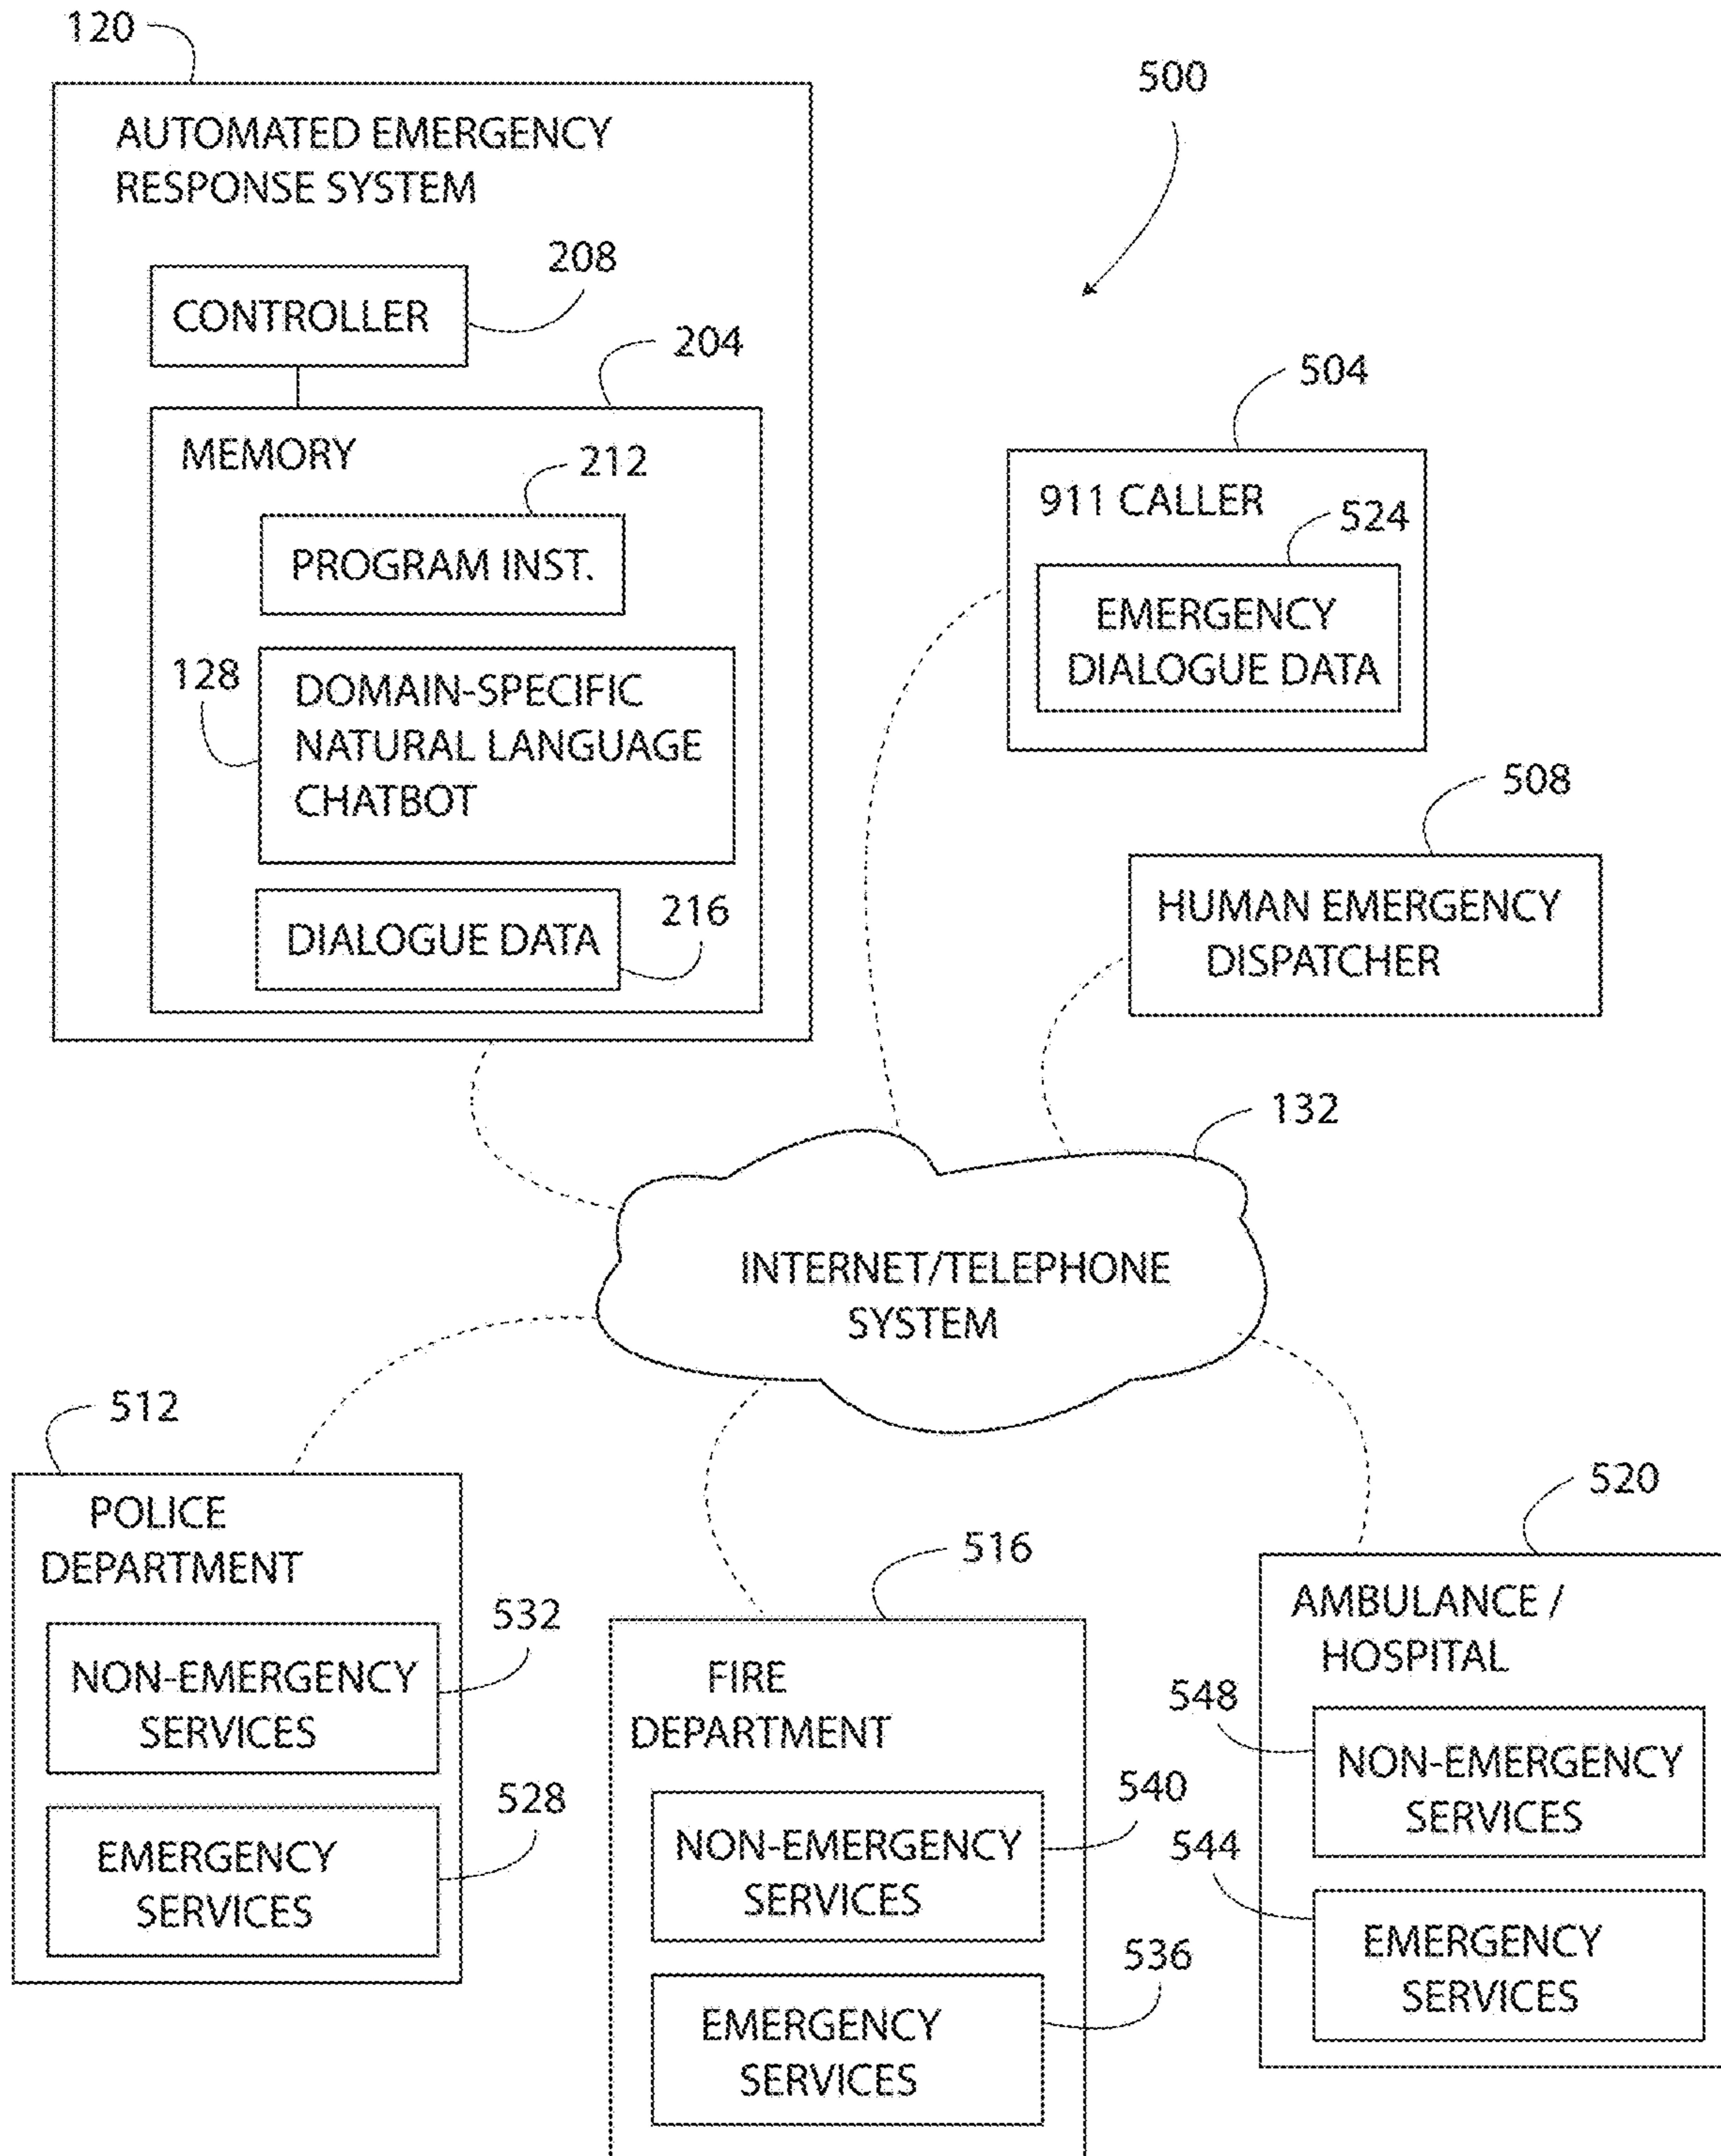 120
500
AUTOMATED EMERGENCY
RESPONSE SYSTEM
208
CONTROLLER
204
MEMORY
212
PROGRAM INST.
128
DOMAIN-SPECIFIC
NATURAL LANGUAGE
CHATBOT
DIALOGUE DATA
216
504
911 CALLER
524
EMERGENCY
DIALOGUE DATA
508
HUMAN EMERGENCY
DISPATCHER
132
INTERNET/TELEPHONE
SYSTEM
512
POLICE
DEPARTMENT
532
NON-EMERGENCY
SERVICES
528
EMERGENCY
SERVICES
516
FIRE
DEPARTMENT
540
NON-EMERGENCY
SERVICES
536
EMERGENCY
SERVICES
520
AMBULANCE /
HOSPITAL
548
NON-EMERGENCY
SERVICES
544
EMERGENCY
SERVICES